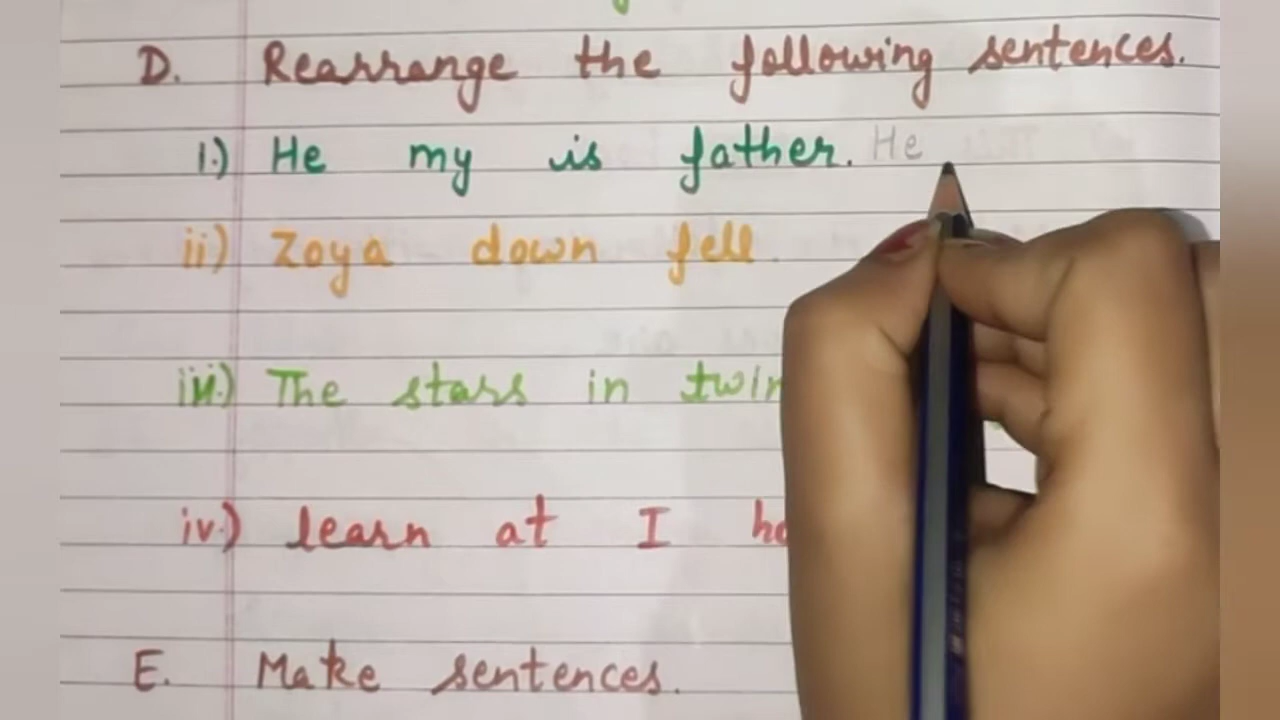 D. Rearrange the following sentences.
i.) He my is father. He
ii) Zoya down fell
iii.) The stars in
iv.) learn at I
E. Make sentences.